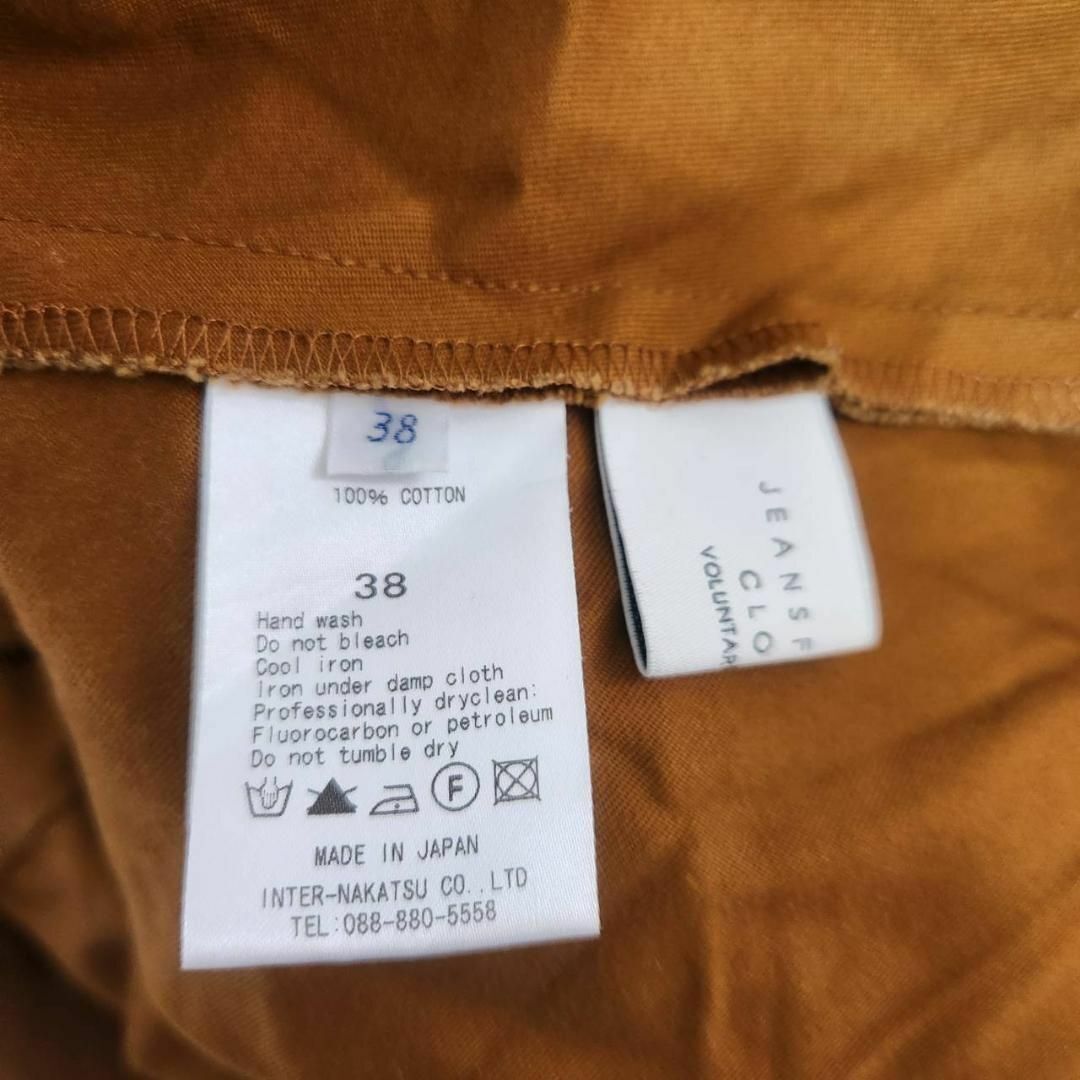 38
100% COTTON
38
Hand wash
Do not bleach
Cool iron
Iron under damp cloth
Professionally dryclean:
Fluorocarbon or petroleum
Do not tumble dry
F
MADE IN JAPAN
INTER-NAKATSU CO.,LTD
TEL:088-880-5558
JEANSF
CLO
VOLUNTAR